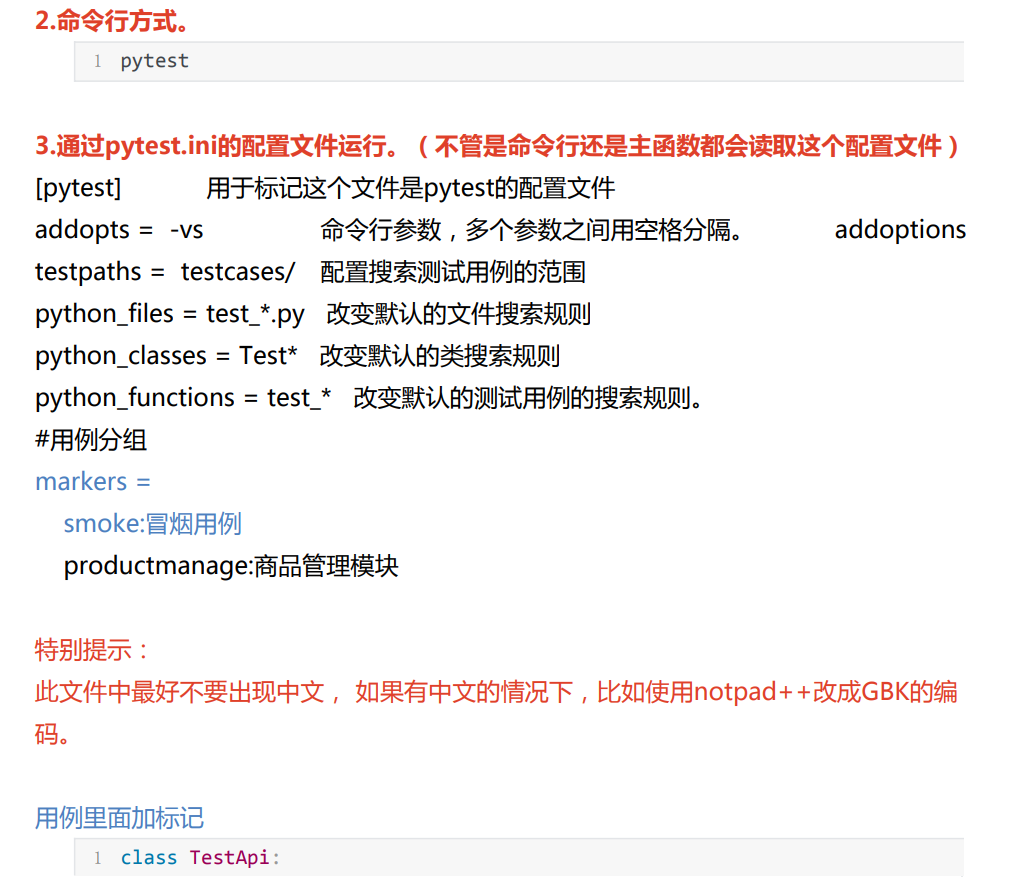 2.命令行方式。
1 pytest
3.通过pytest.ini的配置文件运行。（不管是命令行还是主函数都会读取这个配置文件）
[pytest] 用于标记这个文件是pytest的配置文件
addopts = -vs 命令行参数，多个参数之间用空格分隔。 addoptions
testpaths = testcases/ 配置搜索测试用例的范围
python_files = test_*.py 改变默认的文件搜索规则
python_classes = Test* 改变默认的类搜索规则
python_functions = test_* 改变默认的测试用例的搜索规则。
#用例分组
markers =
smoke:冒烟用例
productmanage:商品管理模块
特别提示：
此文件中最好不要出现中文， 如果有中文的情况下，比如使用notpad++改成GBK的编
码。
用例里面加标记
1 class TestApi: